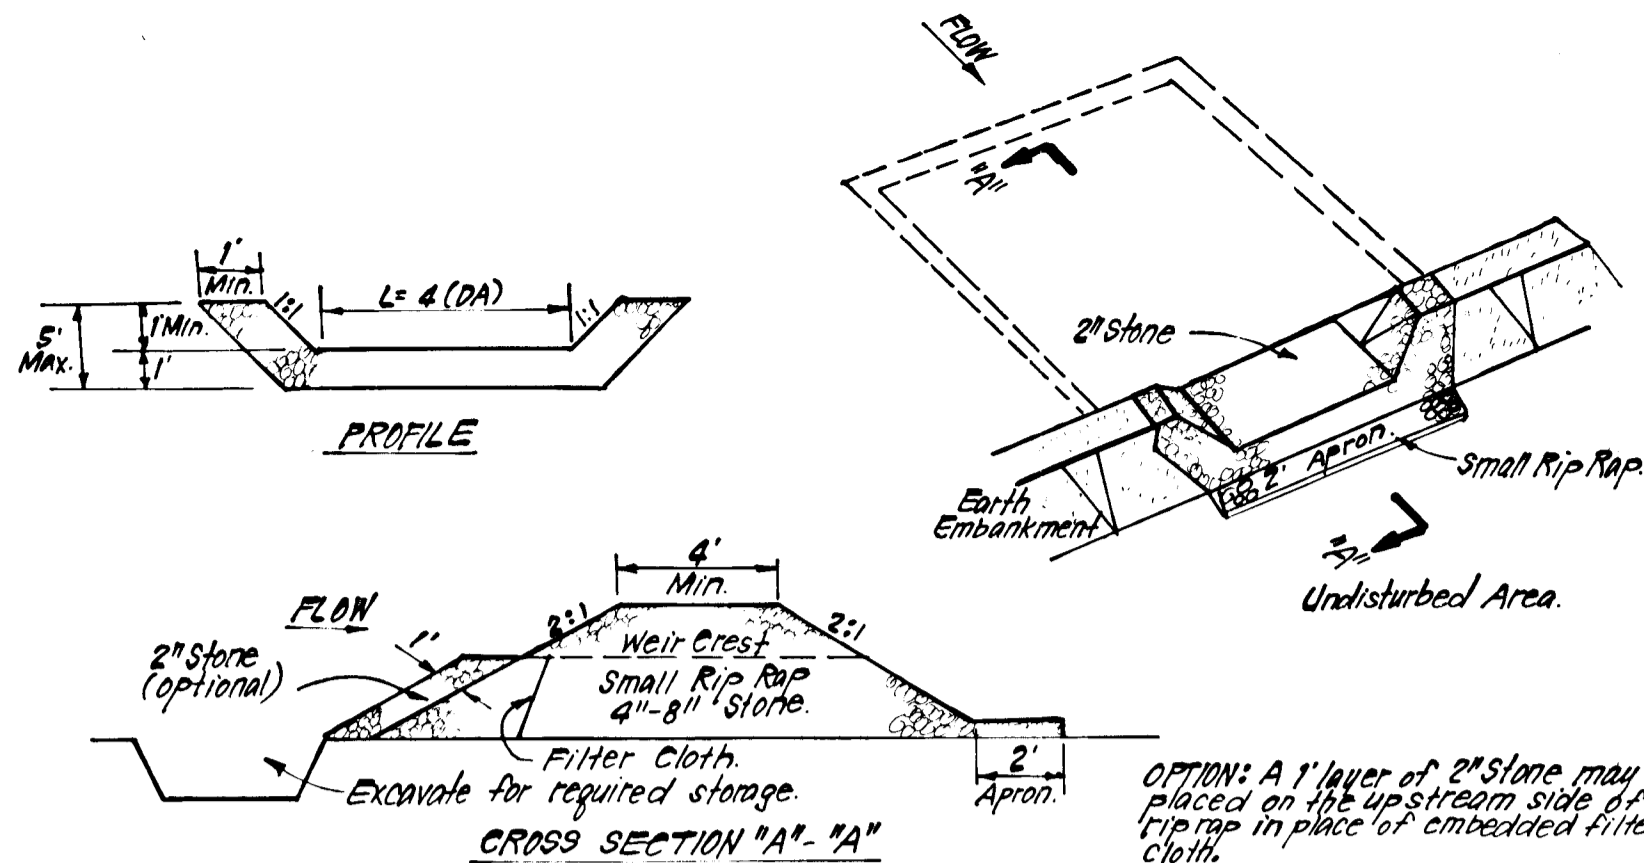 FLOW
"A"
1'
Min.
1:1
L= 4 (DA)
1:1
1' Min.
5'
Max.
1'
PROFILE
2" Stone
2' Apron.
Small Rip Rap.
Earth
Embankment
"A"
Undisturbed Area.
4'
Min.
FLOW
1'
2:1
2:1
Weir Crest
2" Stone
(optional)
Small Rip Rap
4"-8" Stone.
Filter Cloth.
Excavate for required storage.
2'
Apron.
CROSS SECTION "A"-"A"
OPTION: A 1' layer of 2" Stone may
placed on the upstream side of
rip rap in place of embedded filte
cloth.